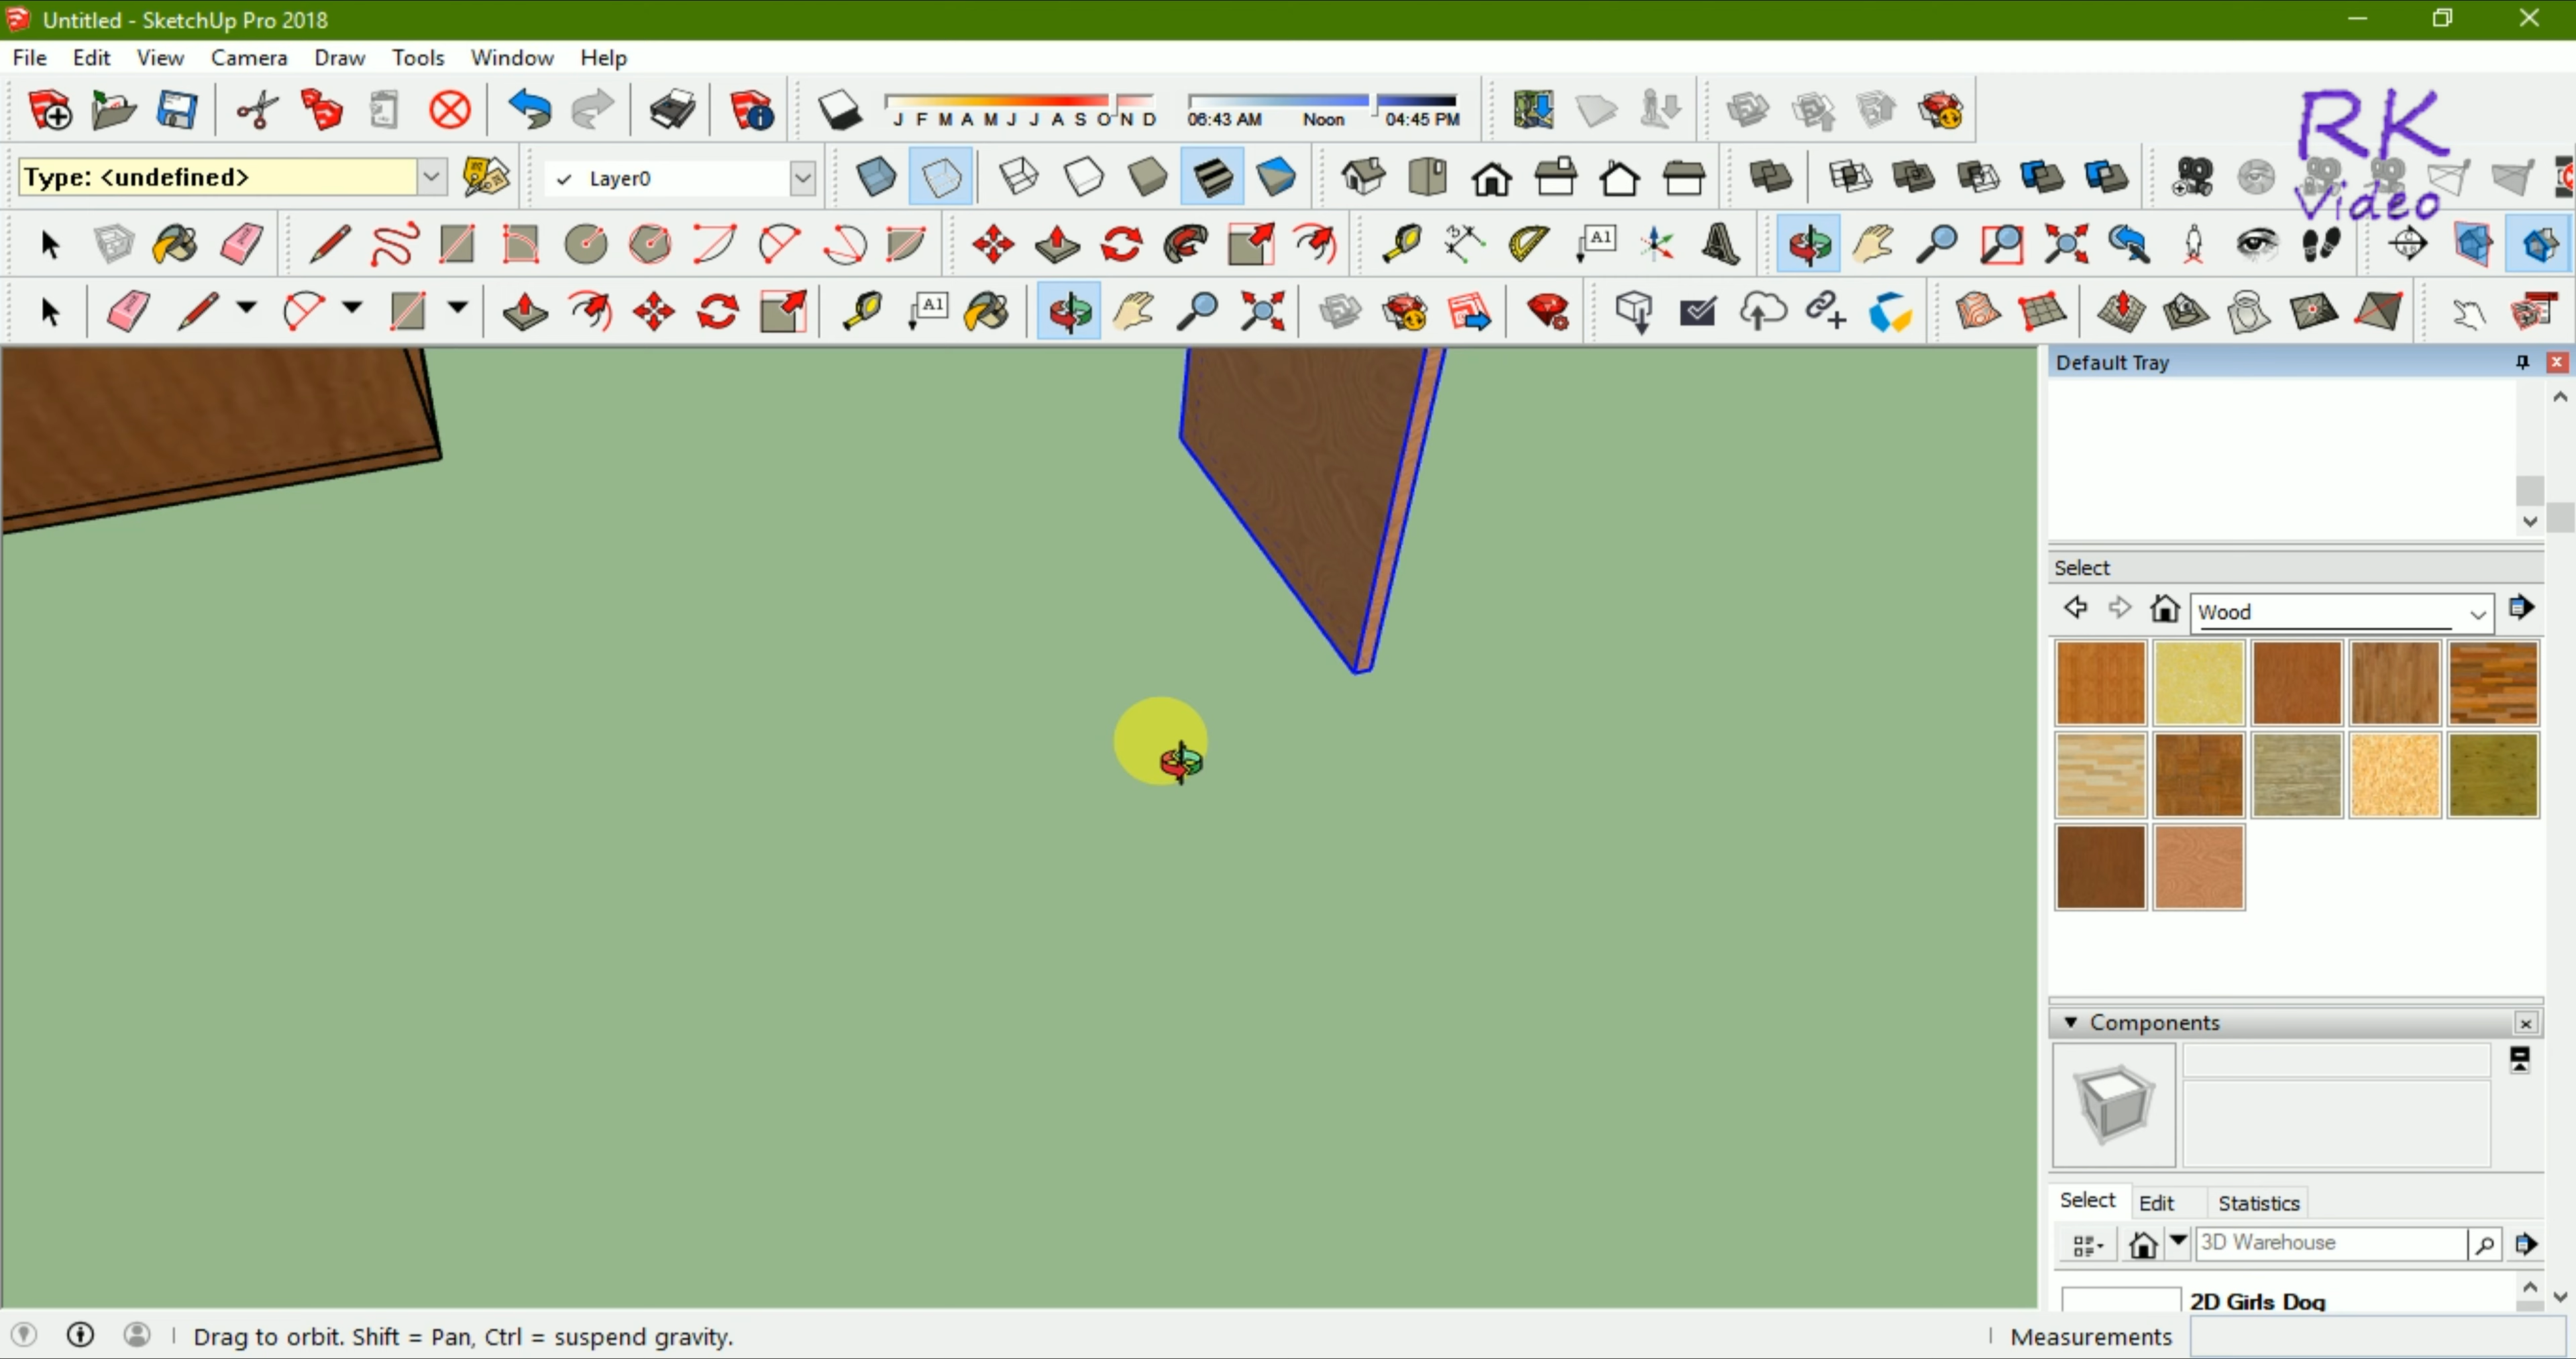 Untitled - SketchUp Pro 2018
File Edit View Camera Draw Tools Window Help
J F M A M J J A S O N D 06:43 AM Noon 04:45 PM
RK
Video
Type: <undefined> Layer0
A1
A1
Default Tray
Select
Wood
Components
Select Edit Statistics
3D Warehouse
2D Girls Dog
Drag to orbit. Shift = Pan, Ctrl = suspend gravity. Measurements